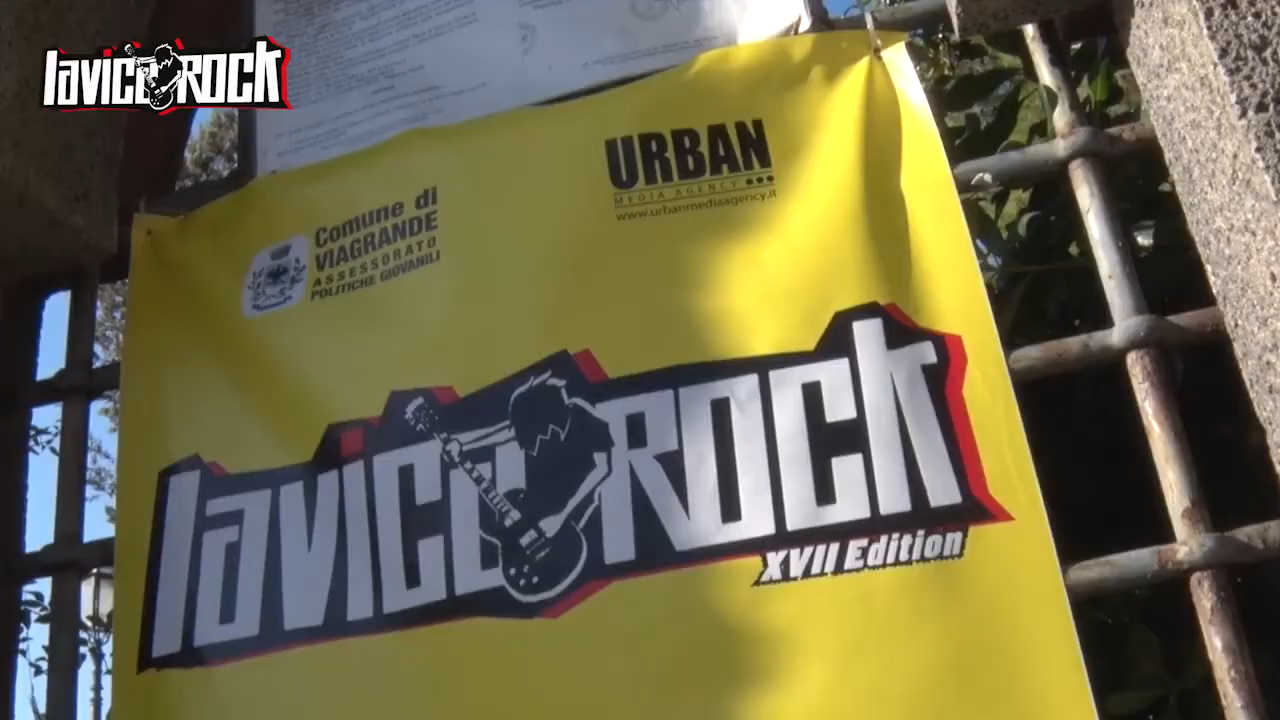 lavicoROCK
Comune di
VIAGRANDE
ASSESSORATO
POLITICHE GIOVANILI
URBAN
MEDIA AGENCY
www.urbanmediaagency.it
lavicoROCK
XVII Edition